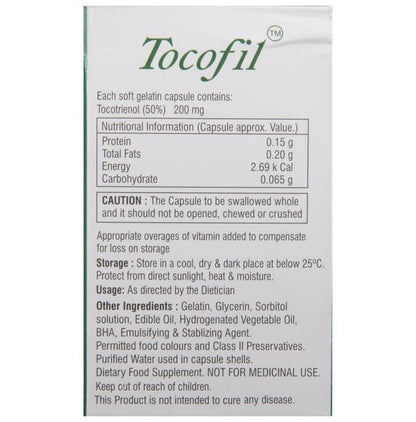 Tocofil™
Each soft gelatin capsule contains:
Tocotrienol (50%) 200 mg
Nutritional Information (Capsule approx. Value.)
Protein 0.15 g
Total Fats 0.20 g
Energy 2.69 k Cal
Carbohydrate 0.065 g
CAUTION : The Capsule to be swallowed whole
and it should not be opened, chewed or crushed
Appropriate overages of vitamin added to compensate
for loss on storage
Storage : Store in a cool, dry & dark place at below 25⁰C.
Protect from direct sunlight, heat & moisture.
Usage: As directed by the Dietician
Other Ingredients : Gelatin, Glycerin, Sorbitol
solution, Edible Oil, Hydrogenated Vegetable Oil,
BHA, Emulsifying & Stablizing Agent.
Permitted food colours and Class II Preservatives.
Purified Water used in capsule shells.
Dietary Food Supplement. NOT FOR MEDICINAL USE.
Keep out of reach of children.
This Product is not intended to cure any disease.